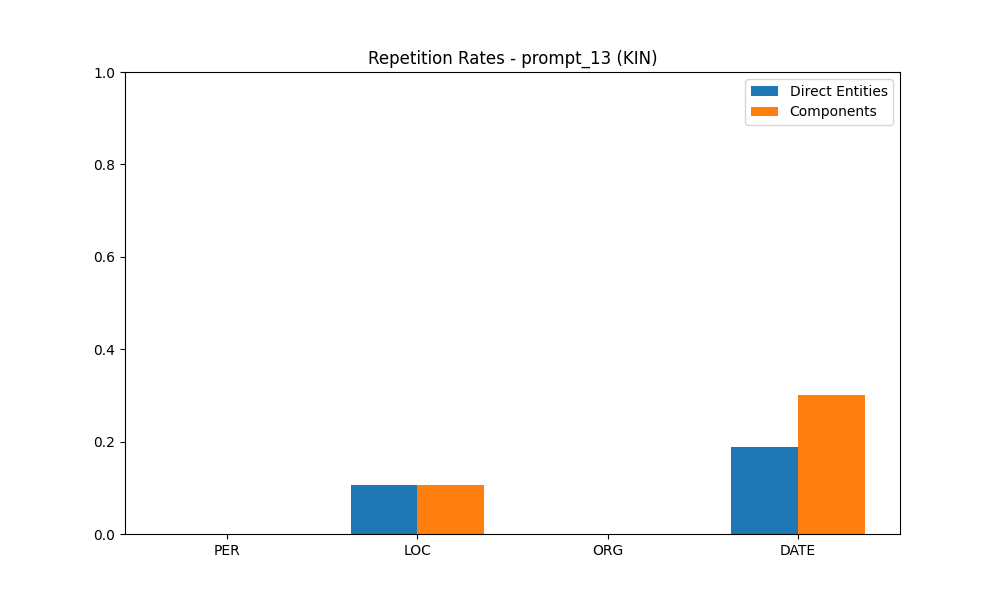 Repetition Rates - prompt_13 (KIN)
Direct Entities
Components
1.0
0.8
0.6
0.4
0.2
0.0
PER LOC ORG DATE